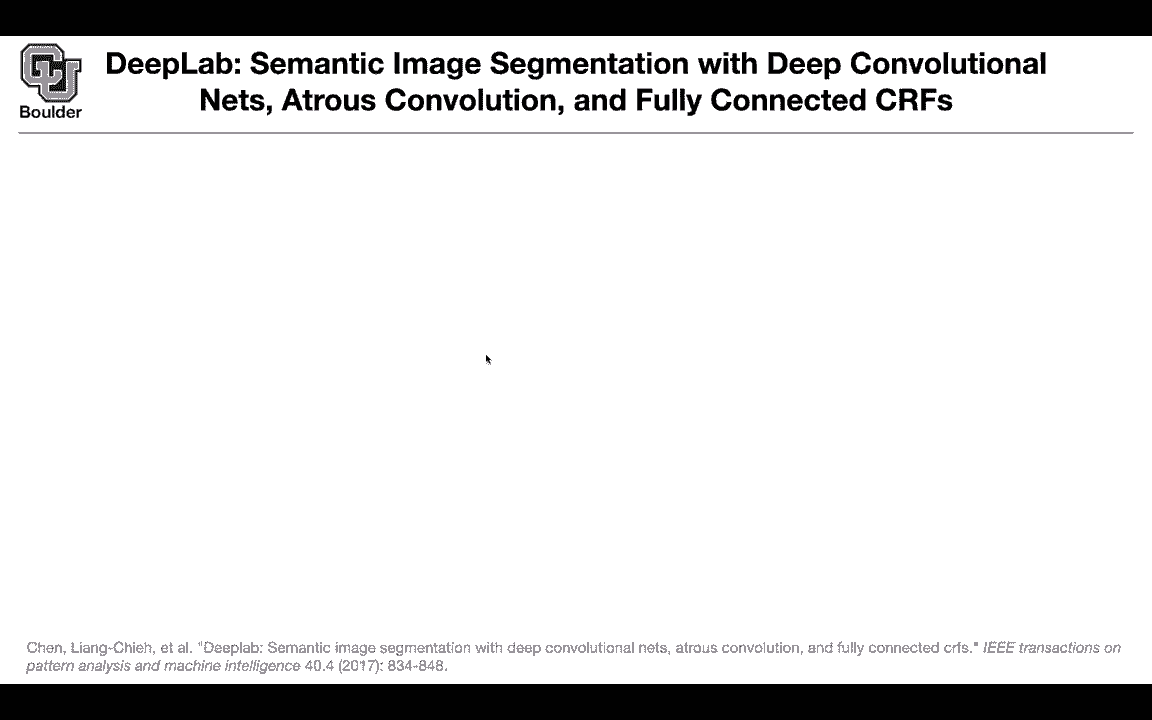 DeepLab: Semantic Image Segmentation with Deep Convolutional
Nets, Atrous Convolution, and Fully Connected CRFs
CU
Boulder
Chen, Liang-Chieh, et al. "Deeplab: Semantic image segmentation with deep convolutional nets, atrous convolution, and fully connected crfs." IEEE transactions on
pattern analysis and machine intelligence 40.4 (2017): 834-848.